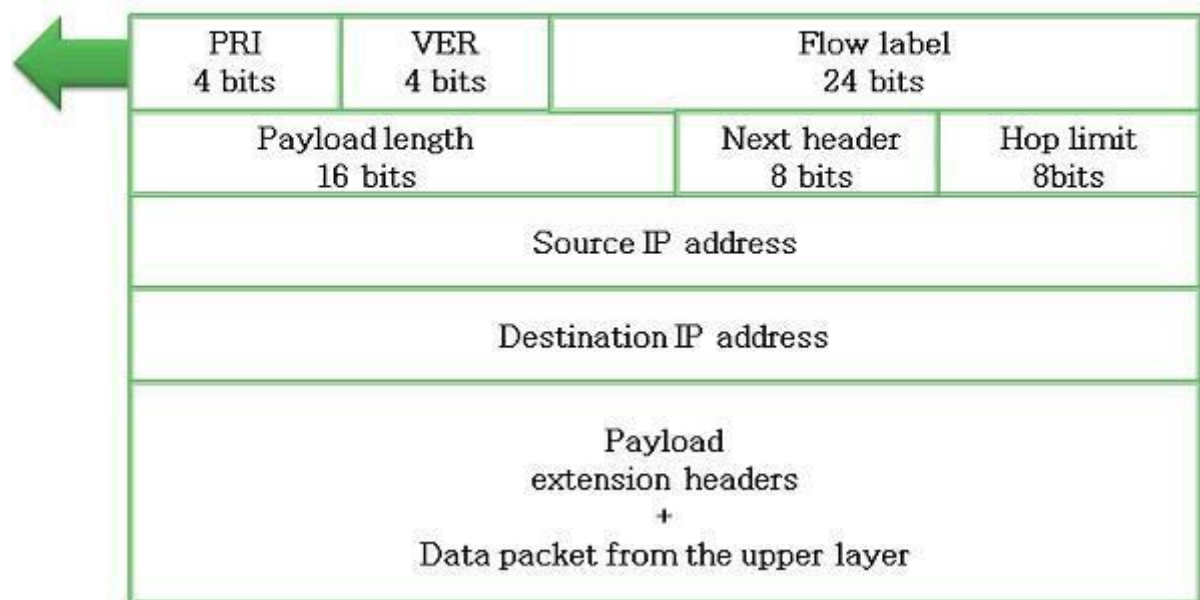 PRI
4 bits
VER
4 bits
Flow label
24 bits
Payload length
16 bits
Next header
8 bits
Hop limit
8bits
Source IP address
Destination IP address
Payload
extension headers
+
Data packet from the upper layer